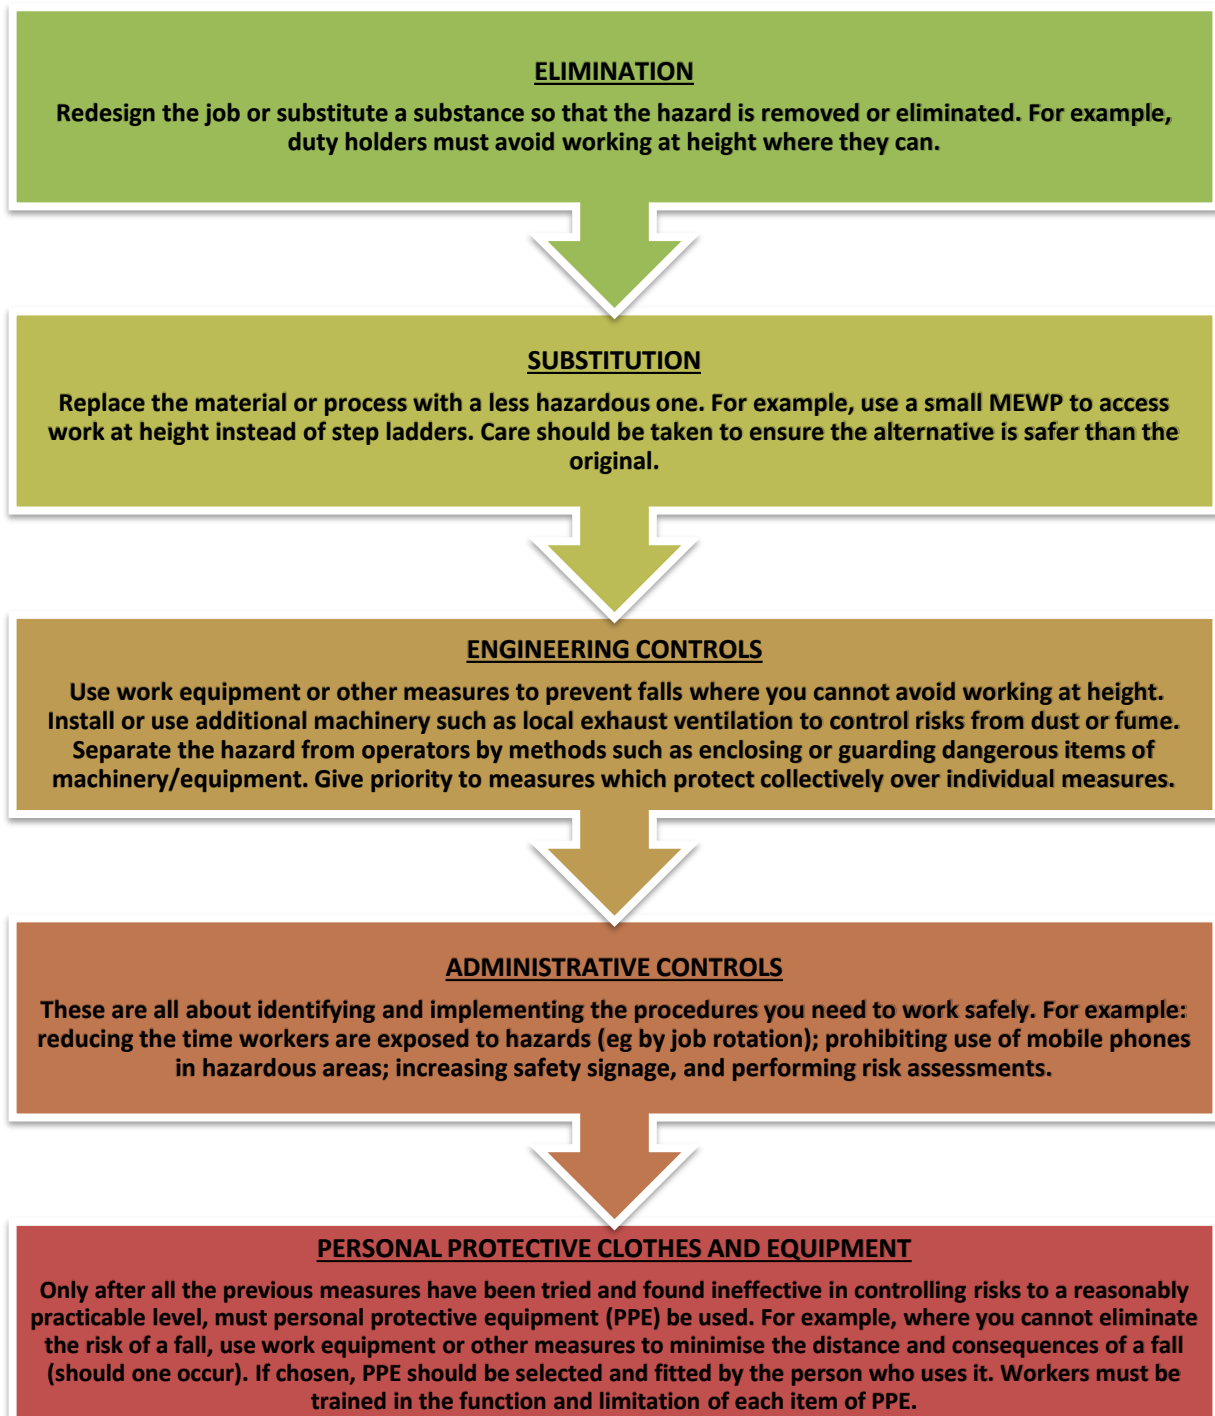 ELIMINATION
Redesign the job or substitute a substance so that the hazard is removed or eliminated. For example,
duty holders must avoid working at height where they can.
SUBSTITUTION
Replace the material or process with a less hazardous one. For example, use a small MEWP to access
work at height instead of step ladders. Care should be taken to ensure the alternative is safer than the
original.
ENGINEERING CONTROLS
Use work equipment or other measures to prevent falls where you cannot avoid working at height.
Install or use additional machinery such as local exhaust ventilation to control risks from dust or fume.
Separate the hazard from operators by methods such as enclosing or guarding dangerous items of
machinery/equipment. Give priority to measures which protect collectively over individual measures.
ADMINISTRATIVE CONTROLS
These are all about identifying and implementing the procedures you need to work safely. For example:
reducing the time workers are exposed to hazards (eg by job rotation); prohibiting use of mobile phones
in hazardous areas; increasing safety signage, and performing risk assessments.
PERSONAL PROTECTIVE CLOTHES AND EQUIPMENT
Only after all the previous measures have been tried and found ineffective in controlling risks to a reasonably
practicable level, must personal protective equipment (PPE) be used. For example, where you cannot eliminate
the risk of a fall, use work equipment or other measures to minimise the distance and consequences of a fall
(should one occur). If chosen, PPE should be selected and fitted by the person who uses it. Workers must be
trained in the function and limitation of each item of PPE.